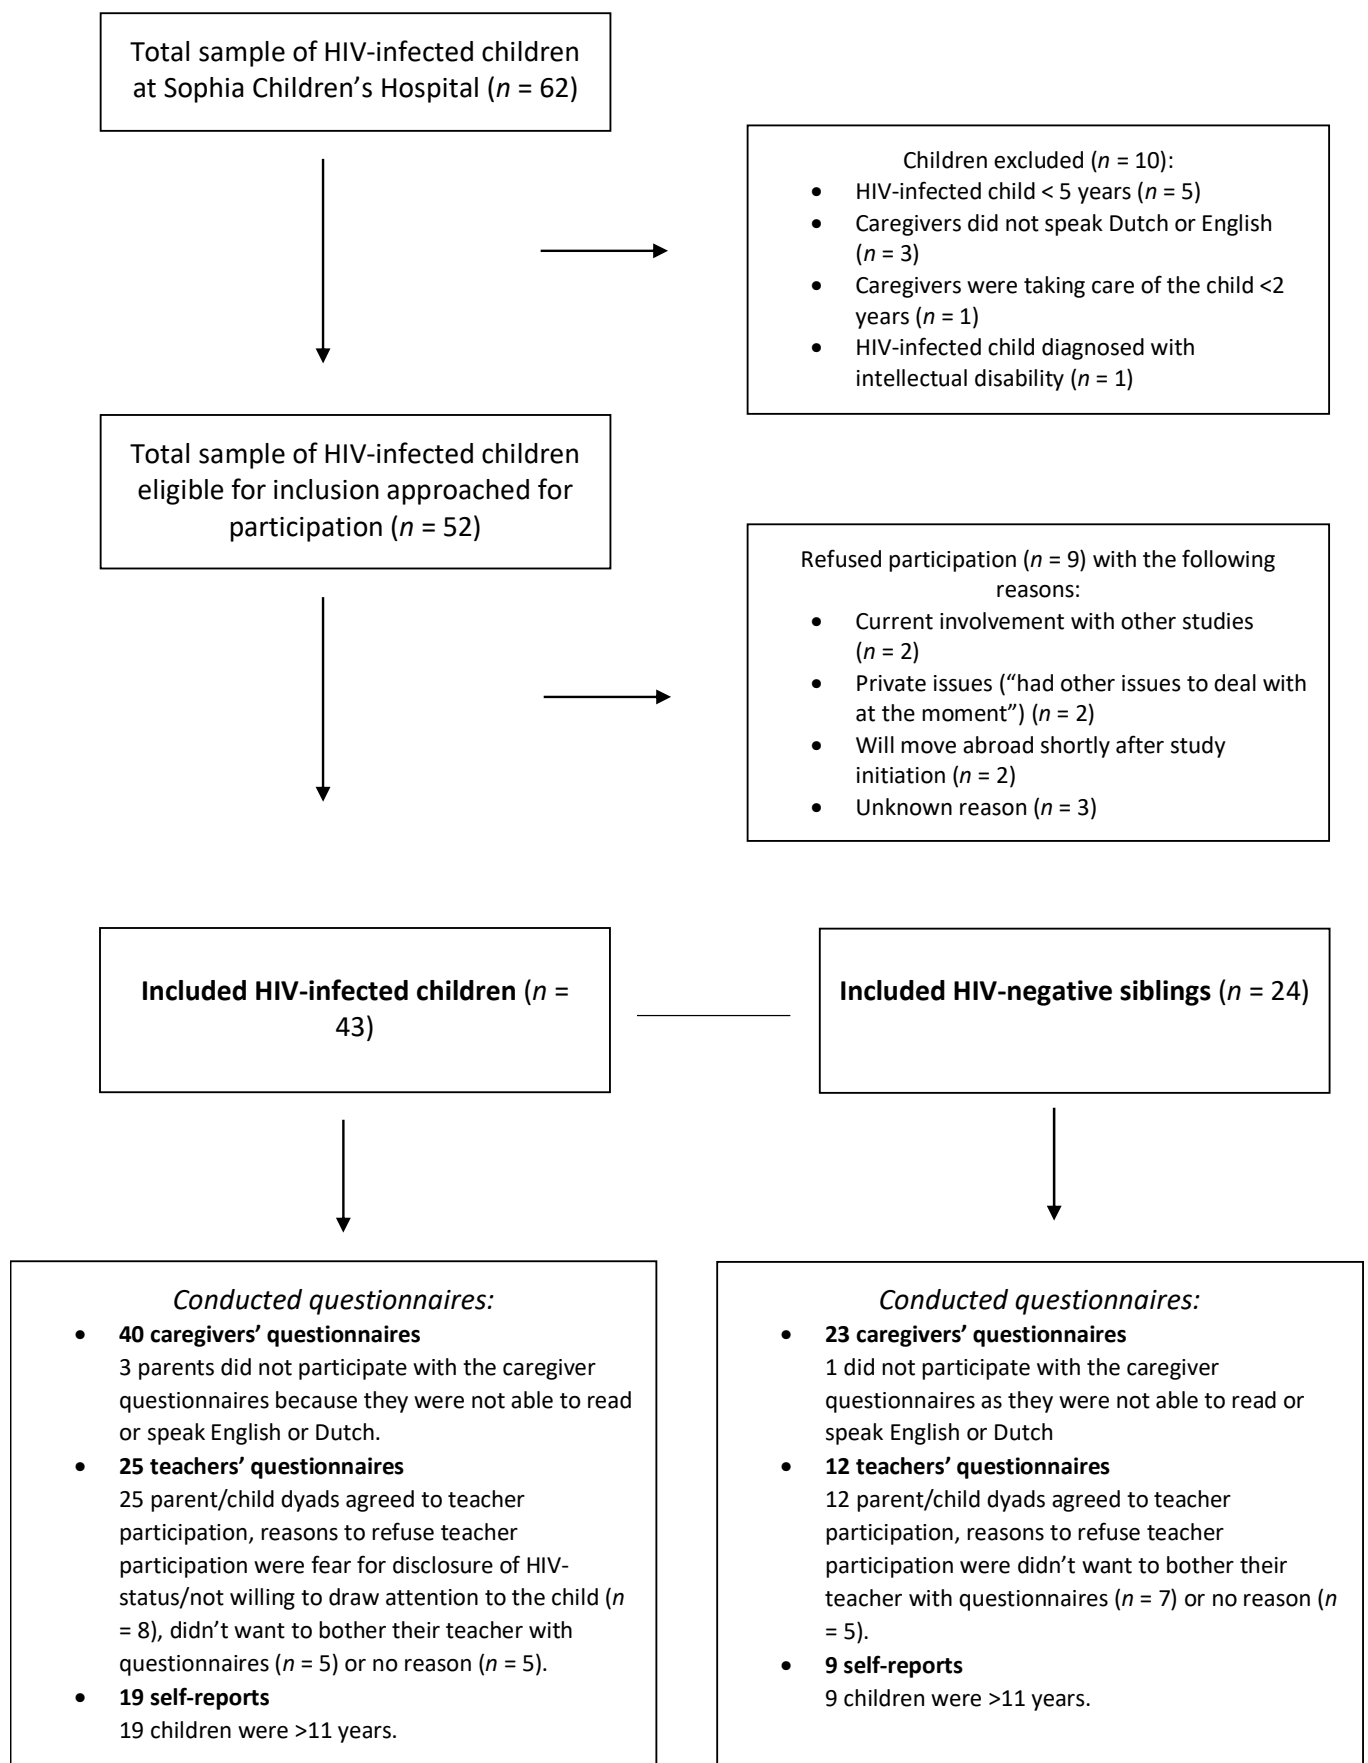 Total sample of HIV-infected children
at Sophia Children’s Hospital (n = 62)
Children excluded (n = 10):
• HIV-infected child < 5 years (n = 5)
• Caregivers did not speak Dutch or English
(n = 3)
• Caregivers were taking care of the child <2
years (n = 1)
• HIV-infected child diagnosed with
intellectual disability (n = 1)
Total sample of HIV-infected children
eligible for inclusion approached for
participation (n = 52)
Refused participation (n = 9) with the following
reasons:
• Current involvement with other studies
(n = 2)
• Private issues (“had other issues to deal with
at the moment”) (n = 2)
• Will move abroad shortly after study
initiation (n = 2)
• Unknown reason (n = 3)
Included HIV-infected children (n =
43)
Included HIV-negative siblings (n = 24)
Conducted questionnaires:
• 40 caregivers’ questionnaires
3 parents did not participate with the caregiver
questionnaires because they were not able to read
or speak English or Dutch.
• 25 teachers’ questionnaires
25 parent/child dyads agreed to teacher
participation, reasons to refuse teacher
participation were fear for disclosure of HIV-
status/not willing to draw attention to the child (n
= 8), didn’t want to bother their teacher with
questionnaires (n = 5) or no reason (n = 5).
• 19 self-reports
19 children were >11 years.
Conducted questionnaires:
• 23 caregivers’ questionnaires
1 did not participate with the caregiver
questionnaires as they were not able to read or
speak English or Dutch
• 12 teachers’ questionnaires
12 parent/child dyads agreed to teacher
participation, reasons to refuse teacher
participation were didn’t want to bother their
teacher with questionnaires (n = 7) or no reason (n
= 5).
• 9 self-reports
9 children were >11 years.